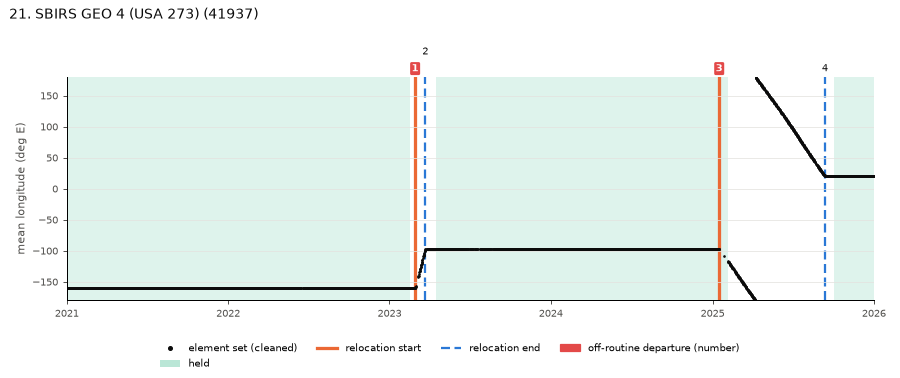 21. SBIRS GEO 4 (USA 273) (41937)
2
1
3
4
150
100
50
0
−50
−100
−150
mean longitude (deg E)
2021 2022 2023 2024 2025 2026
element set (cleaned) relocation start relocation end off-routine departure (number)
held